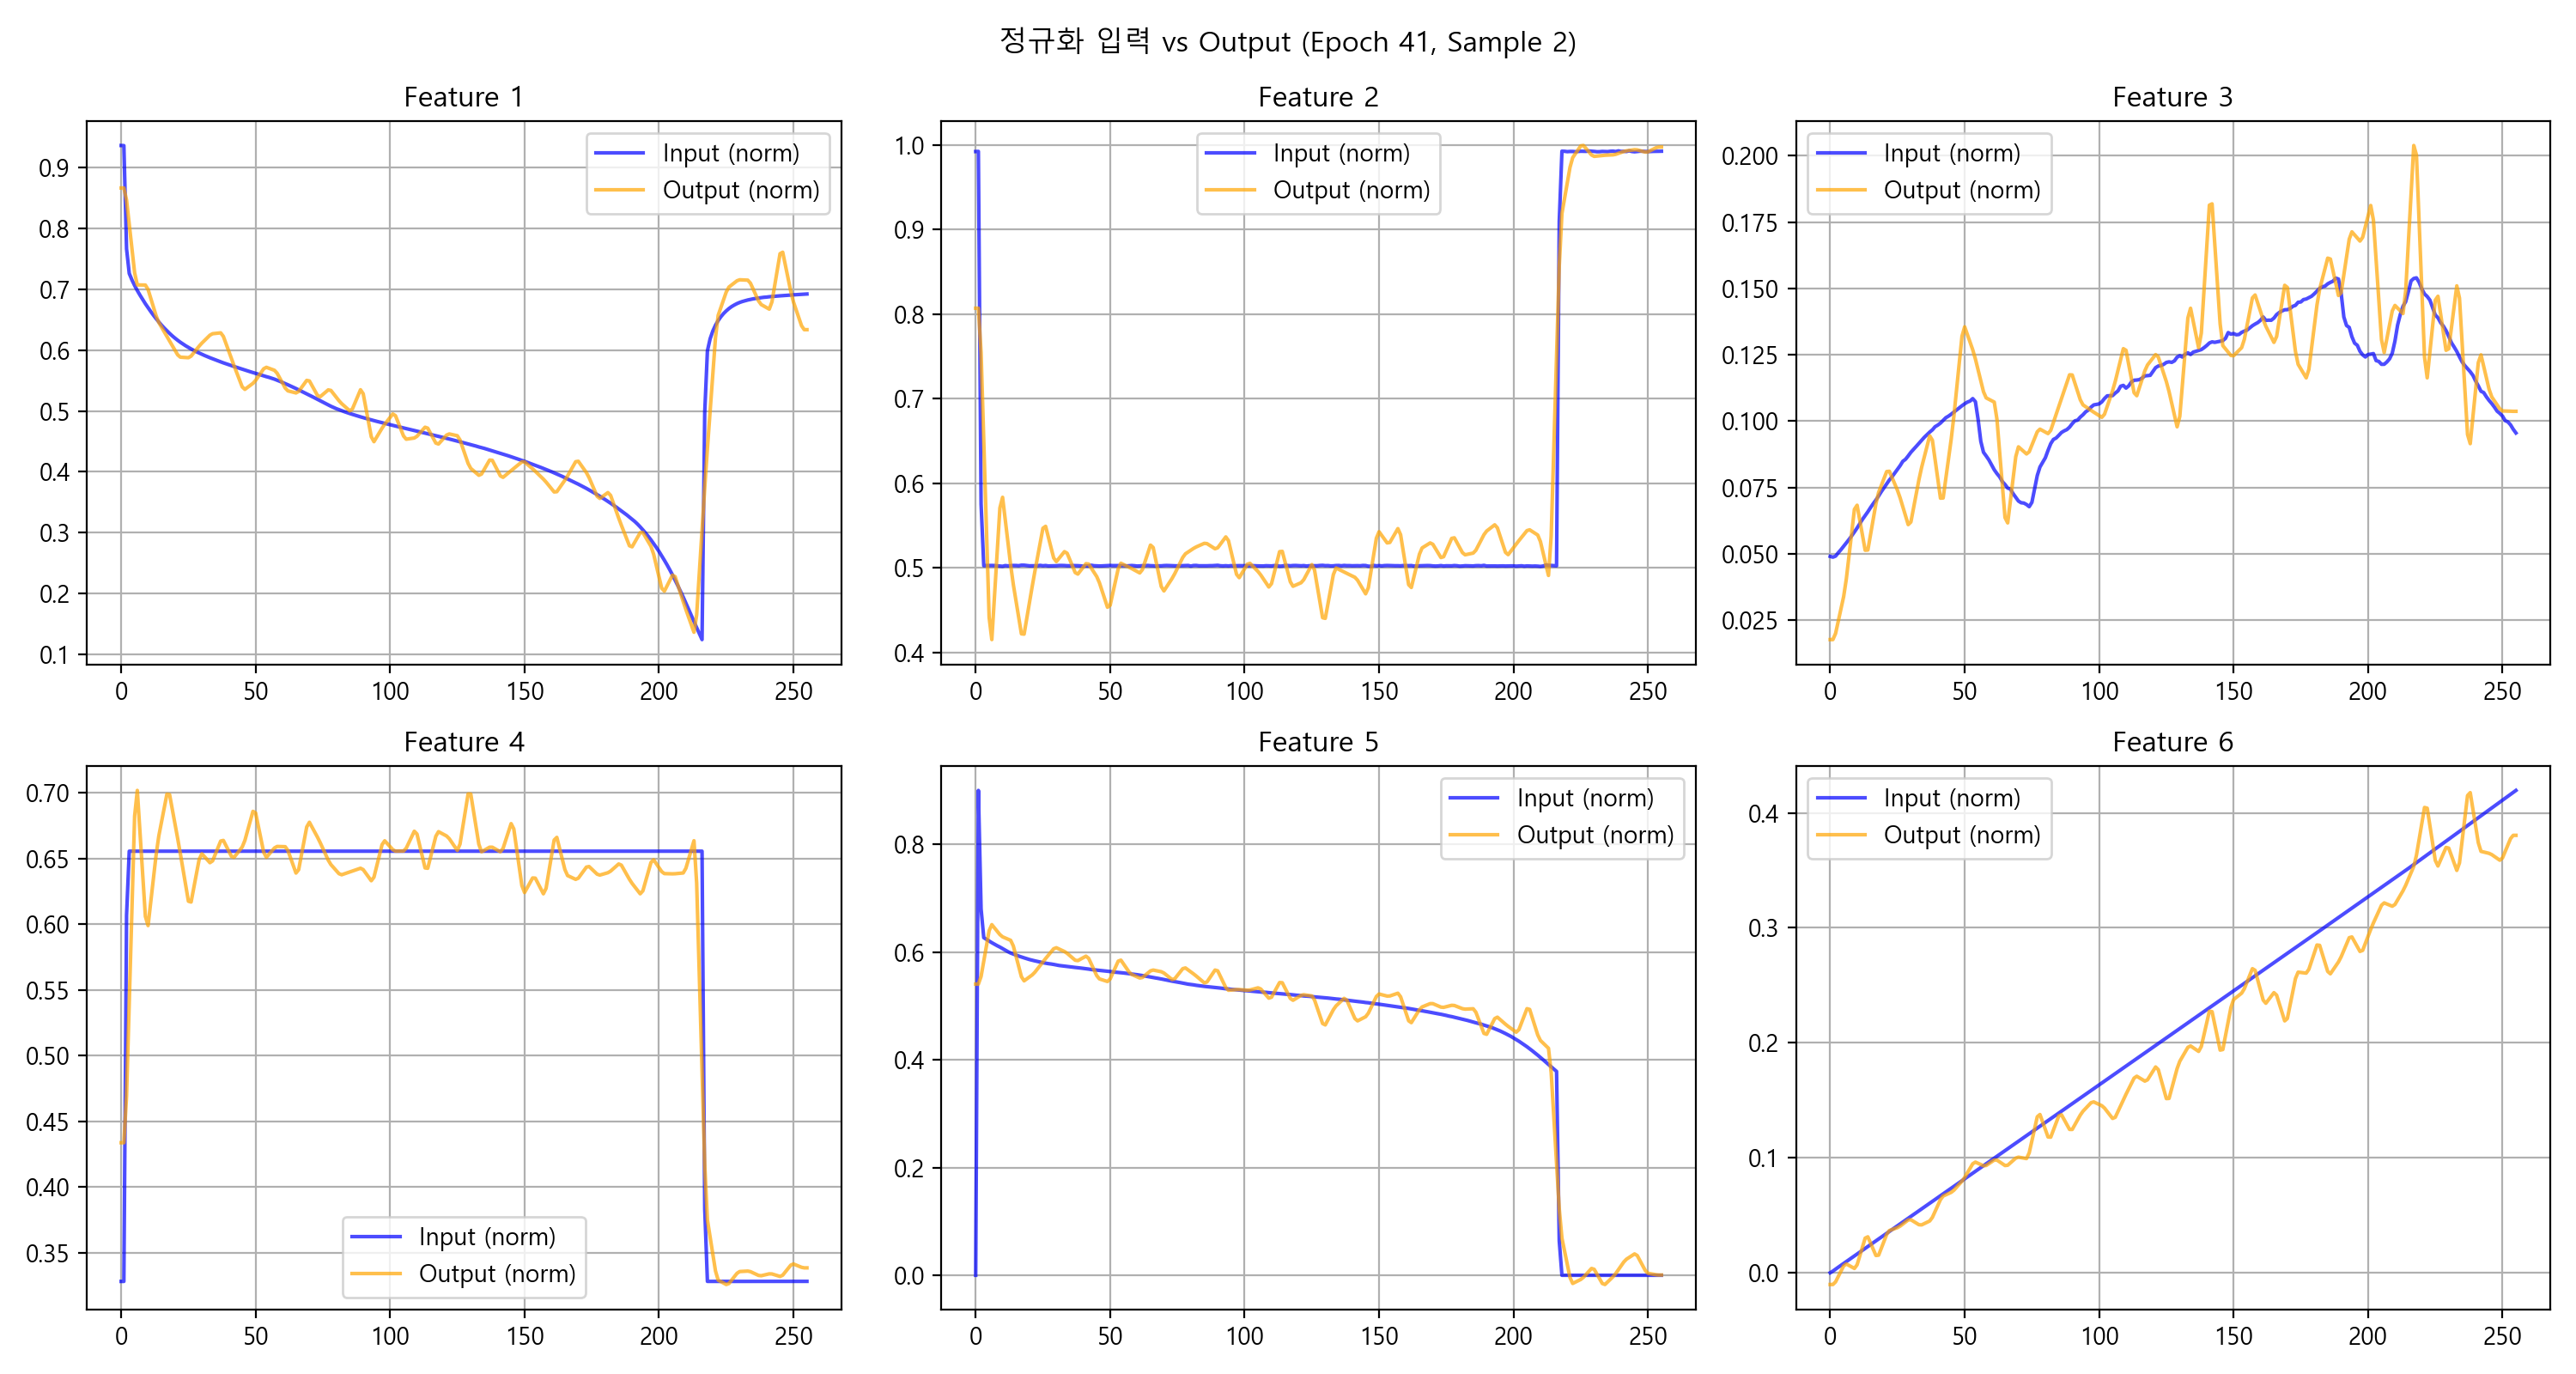 정규화 입력 vs Output (Epoch 41, Sample 2)
Feature 1
0.9
0.8
0.7
0.6
0.5
0.4
0.3
0.2
0.1
0 50 100 150 200 250
Input (norm)
Output (norm)
Feature 2
1.0
0.9
0.8
0.7
0.6
0.5
0.4
0 50 100 150 200 250
Input (norm)
Output (norm)
Feature 3
0.200
0.175
0.150
0.125
0.100
0.075
0.050
0.025
0 50 100 150 200 250
Input (norm)
Output (norm)
Feature 4
0.70
0.65
0.60
0.55
0.50
0.45
0.40
0.35
0 50 100 150 200 250
Input (norm)
Output (norm)
Feature 5
0.8
0.6
0.4
0.2
0.0
0 50 100 150 200 250
Input (norm)
Output (norm)
Feature 6
0.4
0.3
0.2
0.1
0.0
0 50 100 150 200 250
Input (norm)
Output (norm)